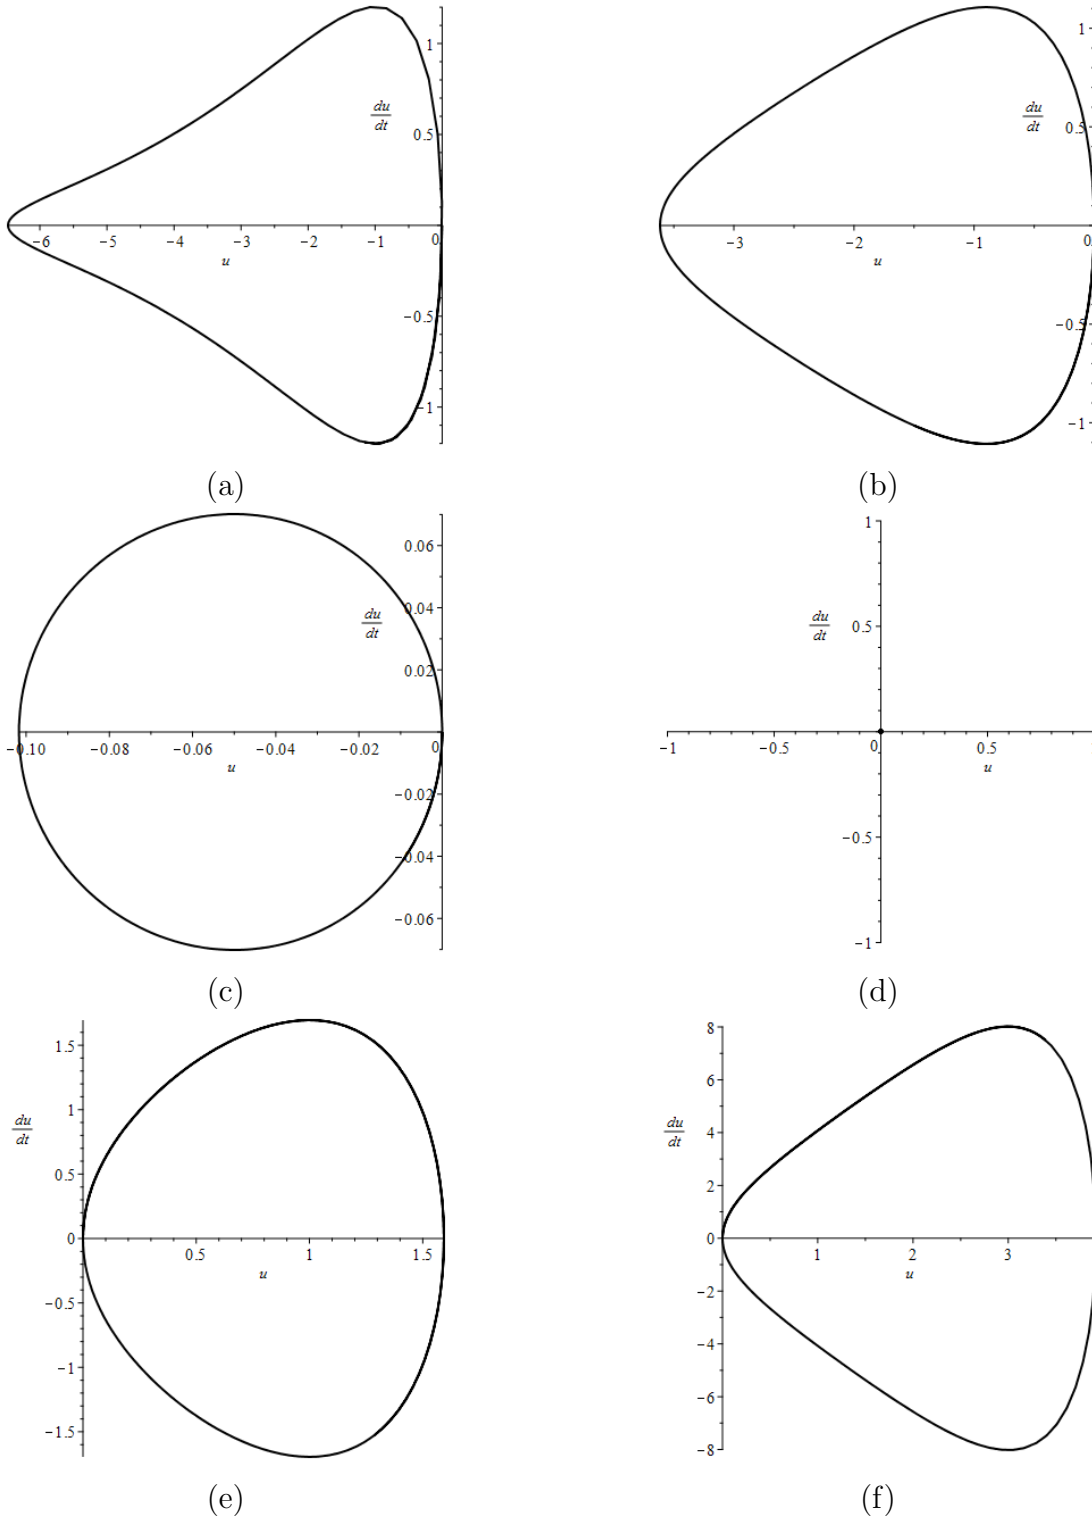 1
du
dt
0.5
−6 −5 −4 −3 −2 −1 0
u
−0.5
−1
(a)
1
du
dt
0.5
−3 −2 −1 0
u
−0.5
−1
(b)
0.06
du
dt
0.04
0.02
−0.10 −0.08 −0.06 −0.04 −0.02 0
u
−0.02
−0.04
−0.06
(c)
1
du
dt
0.5
−1 −0.5 0 0.5
u
−0.5
−1
(d)
1.5
du
dt
1
0.5
0
0.5 1 1.5
u
−0.5
−1
−1.5
(e)
8
6
du
dt
4
2
0
1 2 3
u
−2
−4
−6
−8
(f)